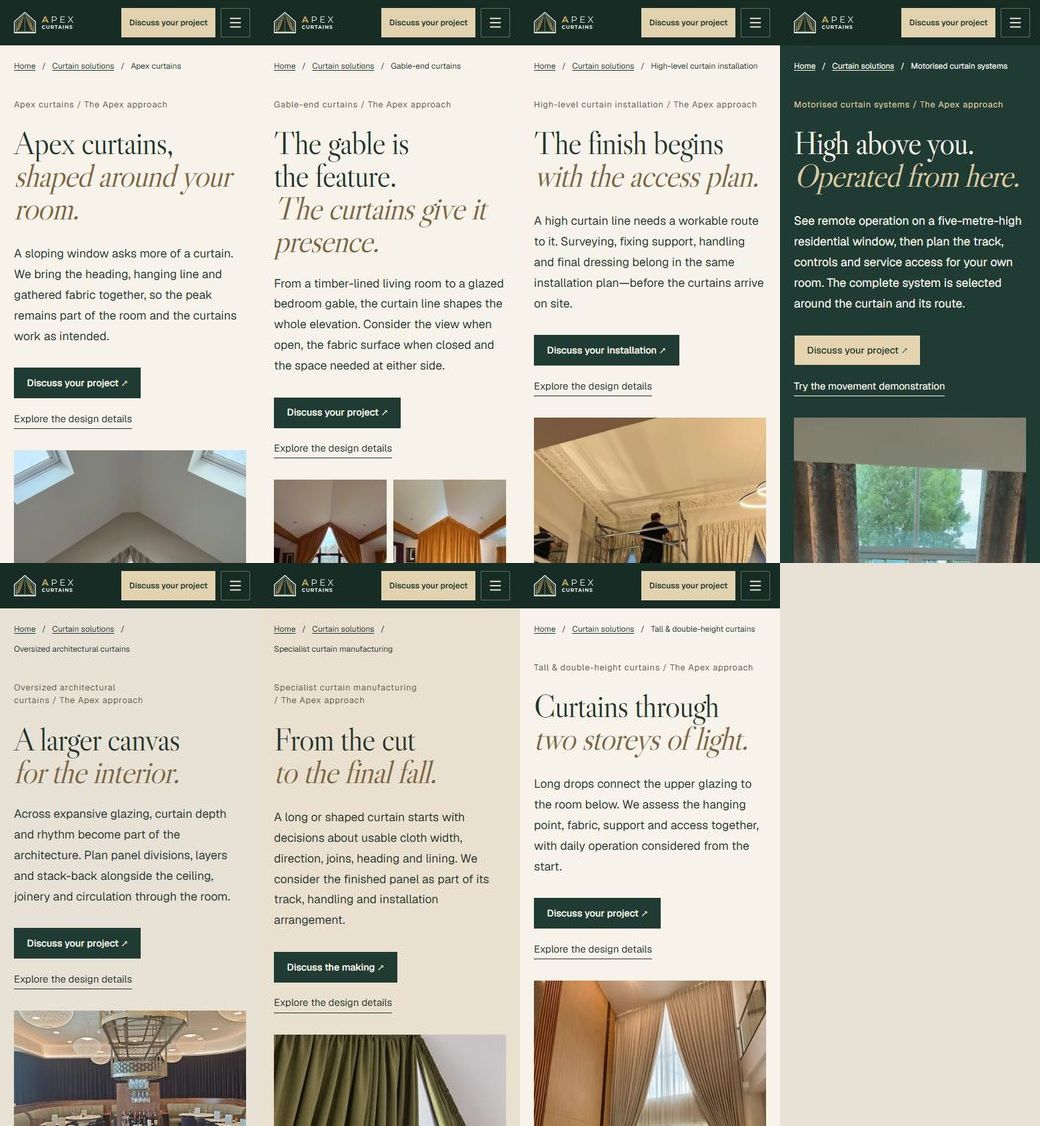 APEX
CURTAINS
Discuss your project
Home / Curtain solutions / Apex curtains
Apex curtains / The Apex approach
Apex curtains,
shaped around your
room.
A sloping window asks more of a curtain.
We bring the heading, hanging line and
gathered fabric together, so the peak
remains part of the room and the curtains
work as intended.
Discuss your project ↗
Explore the design details
APEX
CURTAINS
Discuss your project
Home / Curtain solutions / Gable-end curtains
Gable-end curtains / The Apex approach
The gable is
the feature.
The curtains give it
presence.
From a timber-lined living room to a glazed
bedroom gable, the curtain line shapes the
whole elevation. Consider the view when
open, the fabric surface when closed and
the space needed at either side.
Discuss your project ↗
Explore the design details
APEX
CURTAINS
Discuss your project
Home / Curtain solutions / High-level curtain installation
High-level curtain installation / The Apex approach
The finish begins
with the access plan.
A high curtain line needs a workable route
to it. Surveying, fixing support, handling
and final dressing belong in the same
installation plan—before the curtains arrive
on site.
Discuss your installation ↗
Explore the design details
APEX
CURTAINS
Discuss your project
Home / Curtain solutions / Motorised curtain systems
Motorised curtain systems / The Apex approach
High above you.
Operated from here.
See remote operation on a five-metre-high
residential window, then plan the track,
controls and service access for your own
room. The complete system is selected
around the curtain and its route.
Discuss your project ↗
Try the movement demonstration
APEX
CURTAINS
Discuss your project
Home / Curtain solutions /
Oversized architectural curtains
Oversized architectural
curtains / The Apex approach
A larger canvas
for the interior.
Across expansive glazing, curtain depth
and rhythm become part of the
architecture. Plan panel divisions, layers
and stack-back alongside the ceiling,
joinery and circulation through the room.
Discuss your project ↗
Explore the design details
APEX
CURTAINS
Discuss your project
Home / Curtain solutions /
Specialist curtain manufacturing
Specialist curtain manufacturing
/ The Apex approach
From the cut
to the final fall.
A long or shaped curtain starts with
decisions about usable cloth width,
direction, joins, heading and lining. We
consider the finished panel as part of its
track, handling and installation
arrangement.
Discuss the making ↗
Explore the design details
APEX
CURTAINS
Discuss your project
Home / Curtain solutions / Tall & double-height curtains
Tall & double-height curtains / The Apex approach
Curtains through
two storeys of light.
Long drops connect the upper glazing to
the room below. We assess the hanging
point, fabric, support and access together,
with daily operation considered from the
start.
Discuss your project ↗
Explore the design details